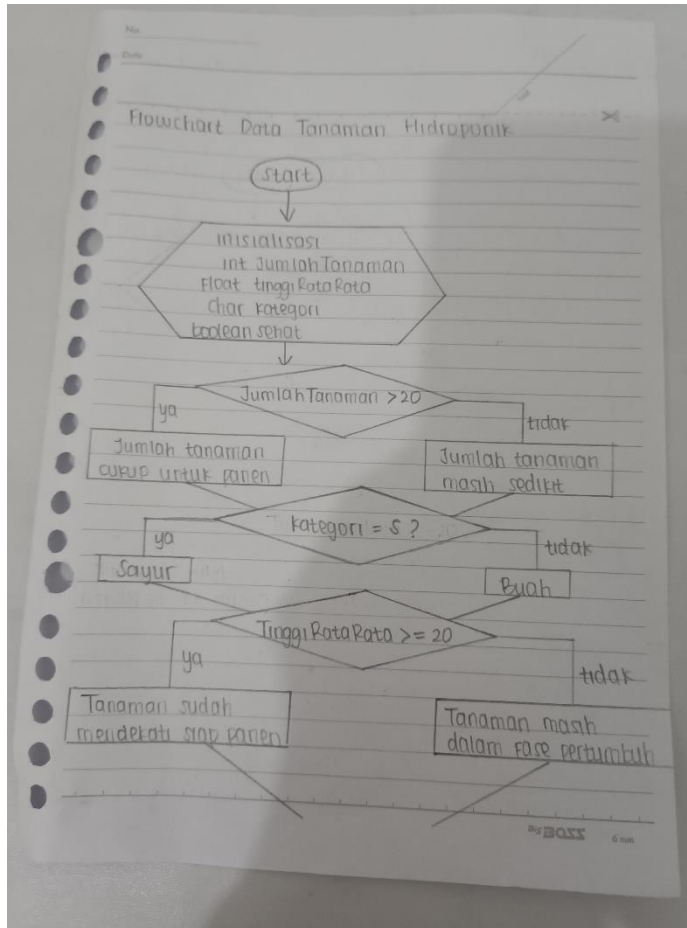 No.
Date
Flowchart Data Tanaman Hidroponik
Start
inisialisasi
int JumlahTanaman
Float tinggiRataRata
Char kategori
boolean sehat
JumlahTanaman >20
ya
tidak
Jumlah tanaman
cukup untuk panen
Jumlah tanaman
masih sedikit
kategori = S ?
ya
tidak
Sayur
Buah
TinggiRataRata >= 20
ya
tidak
Tanaman sudah
mendekati siap panen
Tanaman masih
dalam fase pertumbuh
BOSS
6 mm